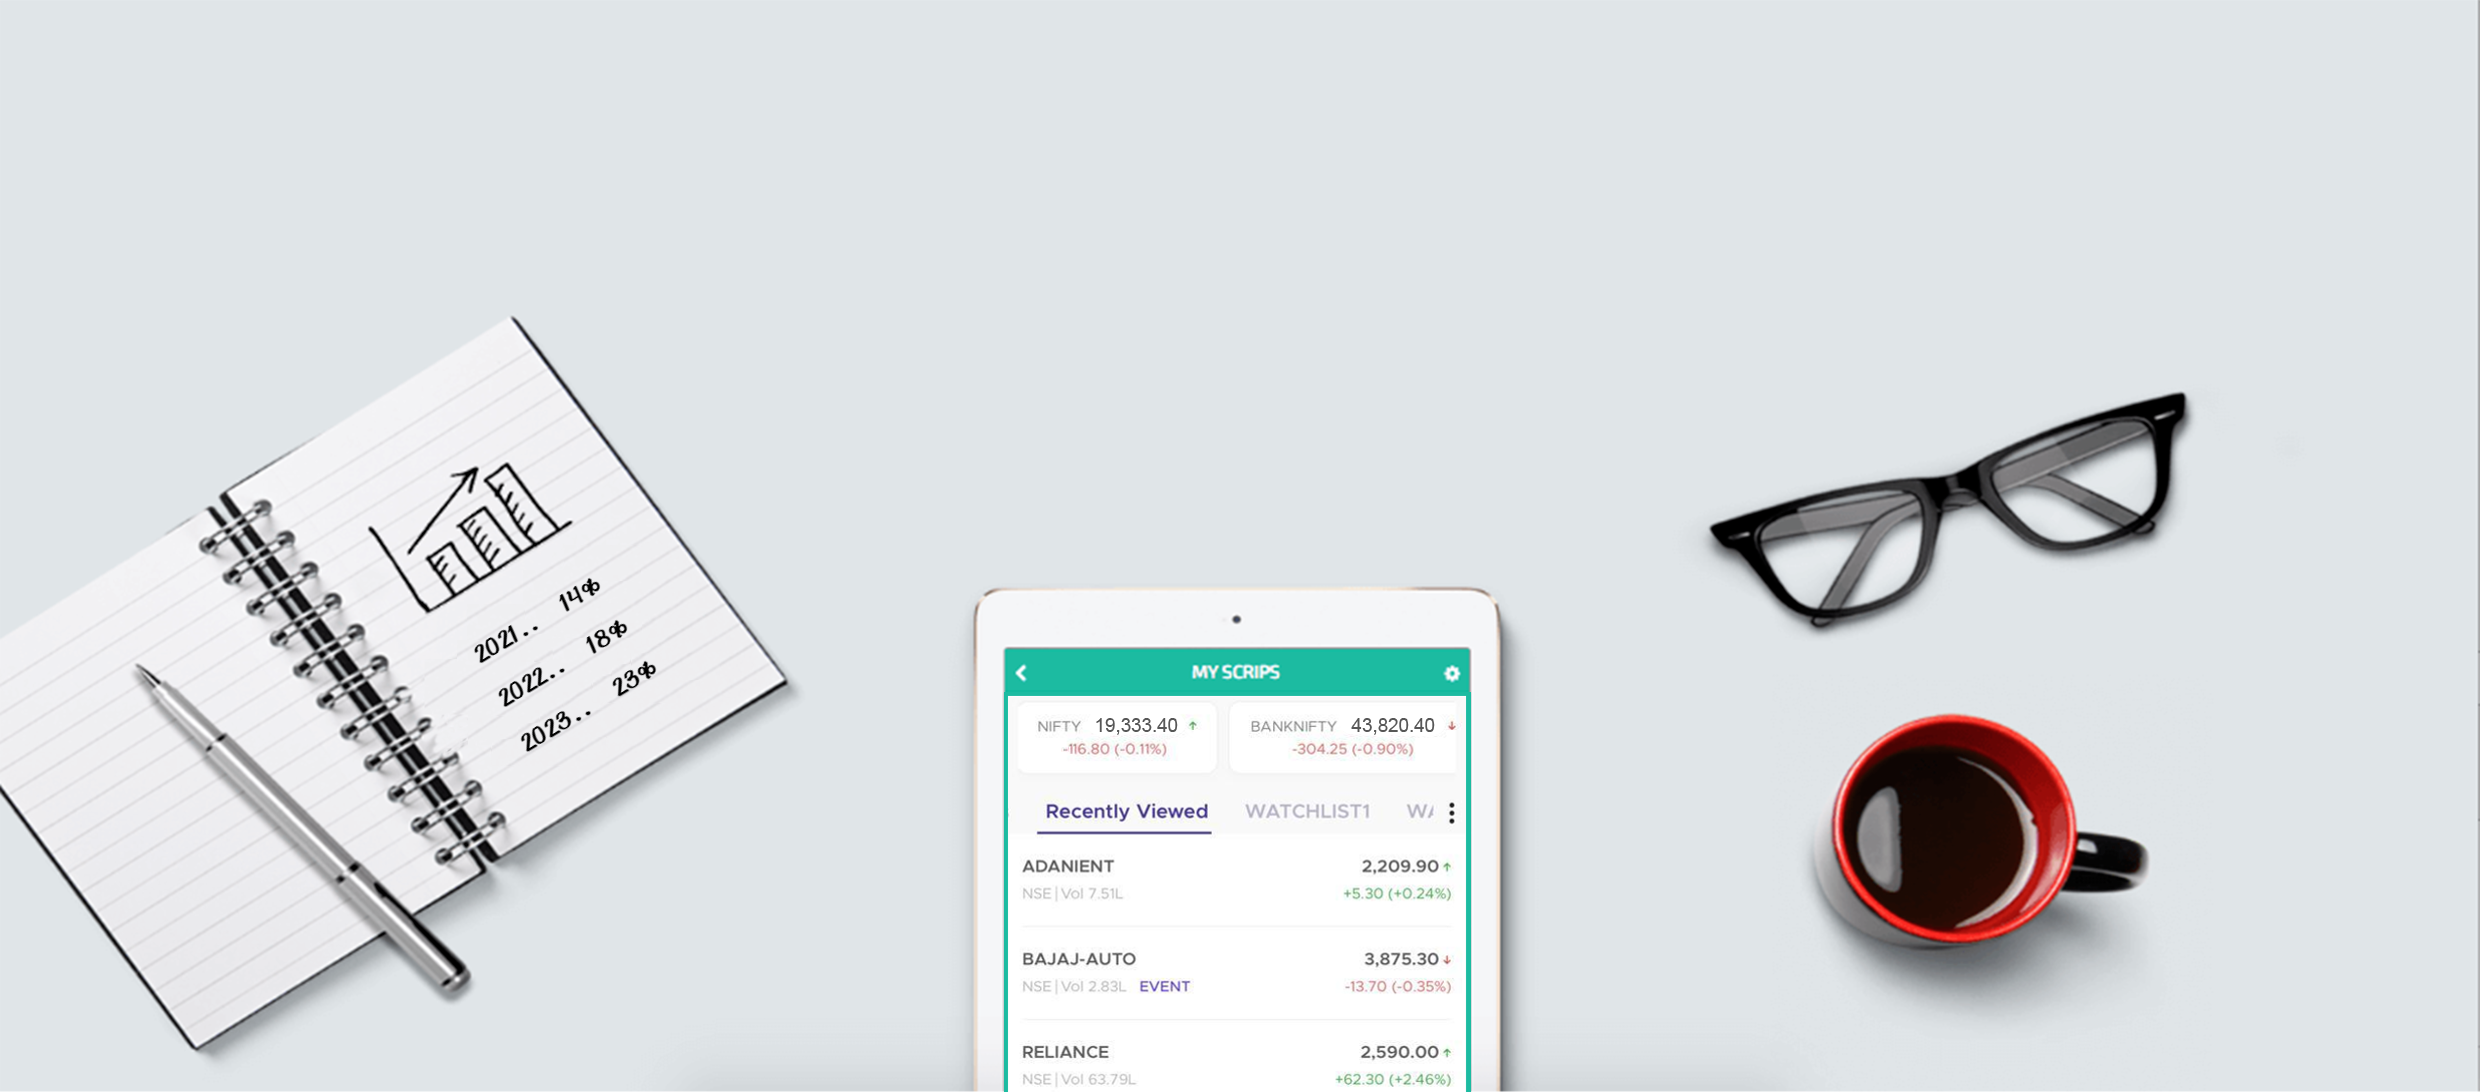 2021.. 14%
2022.. 18%
2023.. 23%
MY SCRIPS
NIFTY 19,333.40 ↑ BANKNIFTY 43,820.40 ↓
-116.80 (-0.11%) -304.25 (-0.90%)
Recently Viewed WATCHLIST1 WA
ADANIENT 2,209.90 ↑
NSE | Vol 7.51L +5.30 (+0.24%)
BAJAJ-AUTO 3,875.30 ↓
NSE | Vol 2.83L EVENT -13.70 (-0.35%)
RELIANCE 2,590.00 ↑
NSE | Vol 63.79L +62.30 (+2.46%)